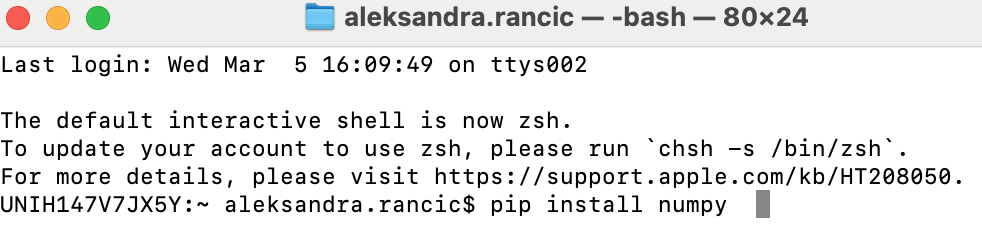 aleksandra.rancic — -bash — 80×24
Last login: Wed Mar  5 16:09:49 on ttys002
The default interactive shell is now zsh.
To update your account to use zsh, please run `chsh -s /bin/zsh`.
For more details, please visit https://support.apple.com/kb/HT208050.
UNIH147V7JX5Y:~ aleksandra.rancic$ pip install numpy